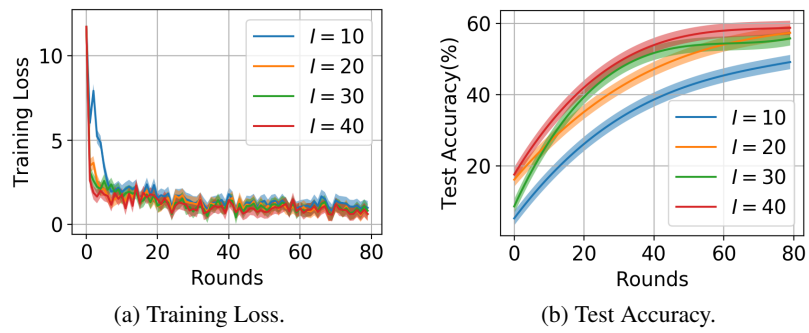 10
5
0
Training Loss
I = 10
I = 20
I = 30
I = 40
0 20 40 60 80
Rounds
(a) Training Loss.
60
40
20
Test Accuracy(%)
I = 10
I = 20
I = 30
I = 40
0 20 40 60 80
Rounds
(b) Test Accuracy.